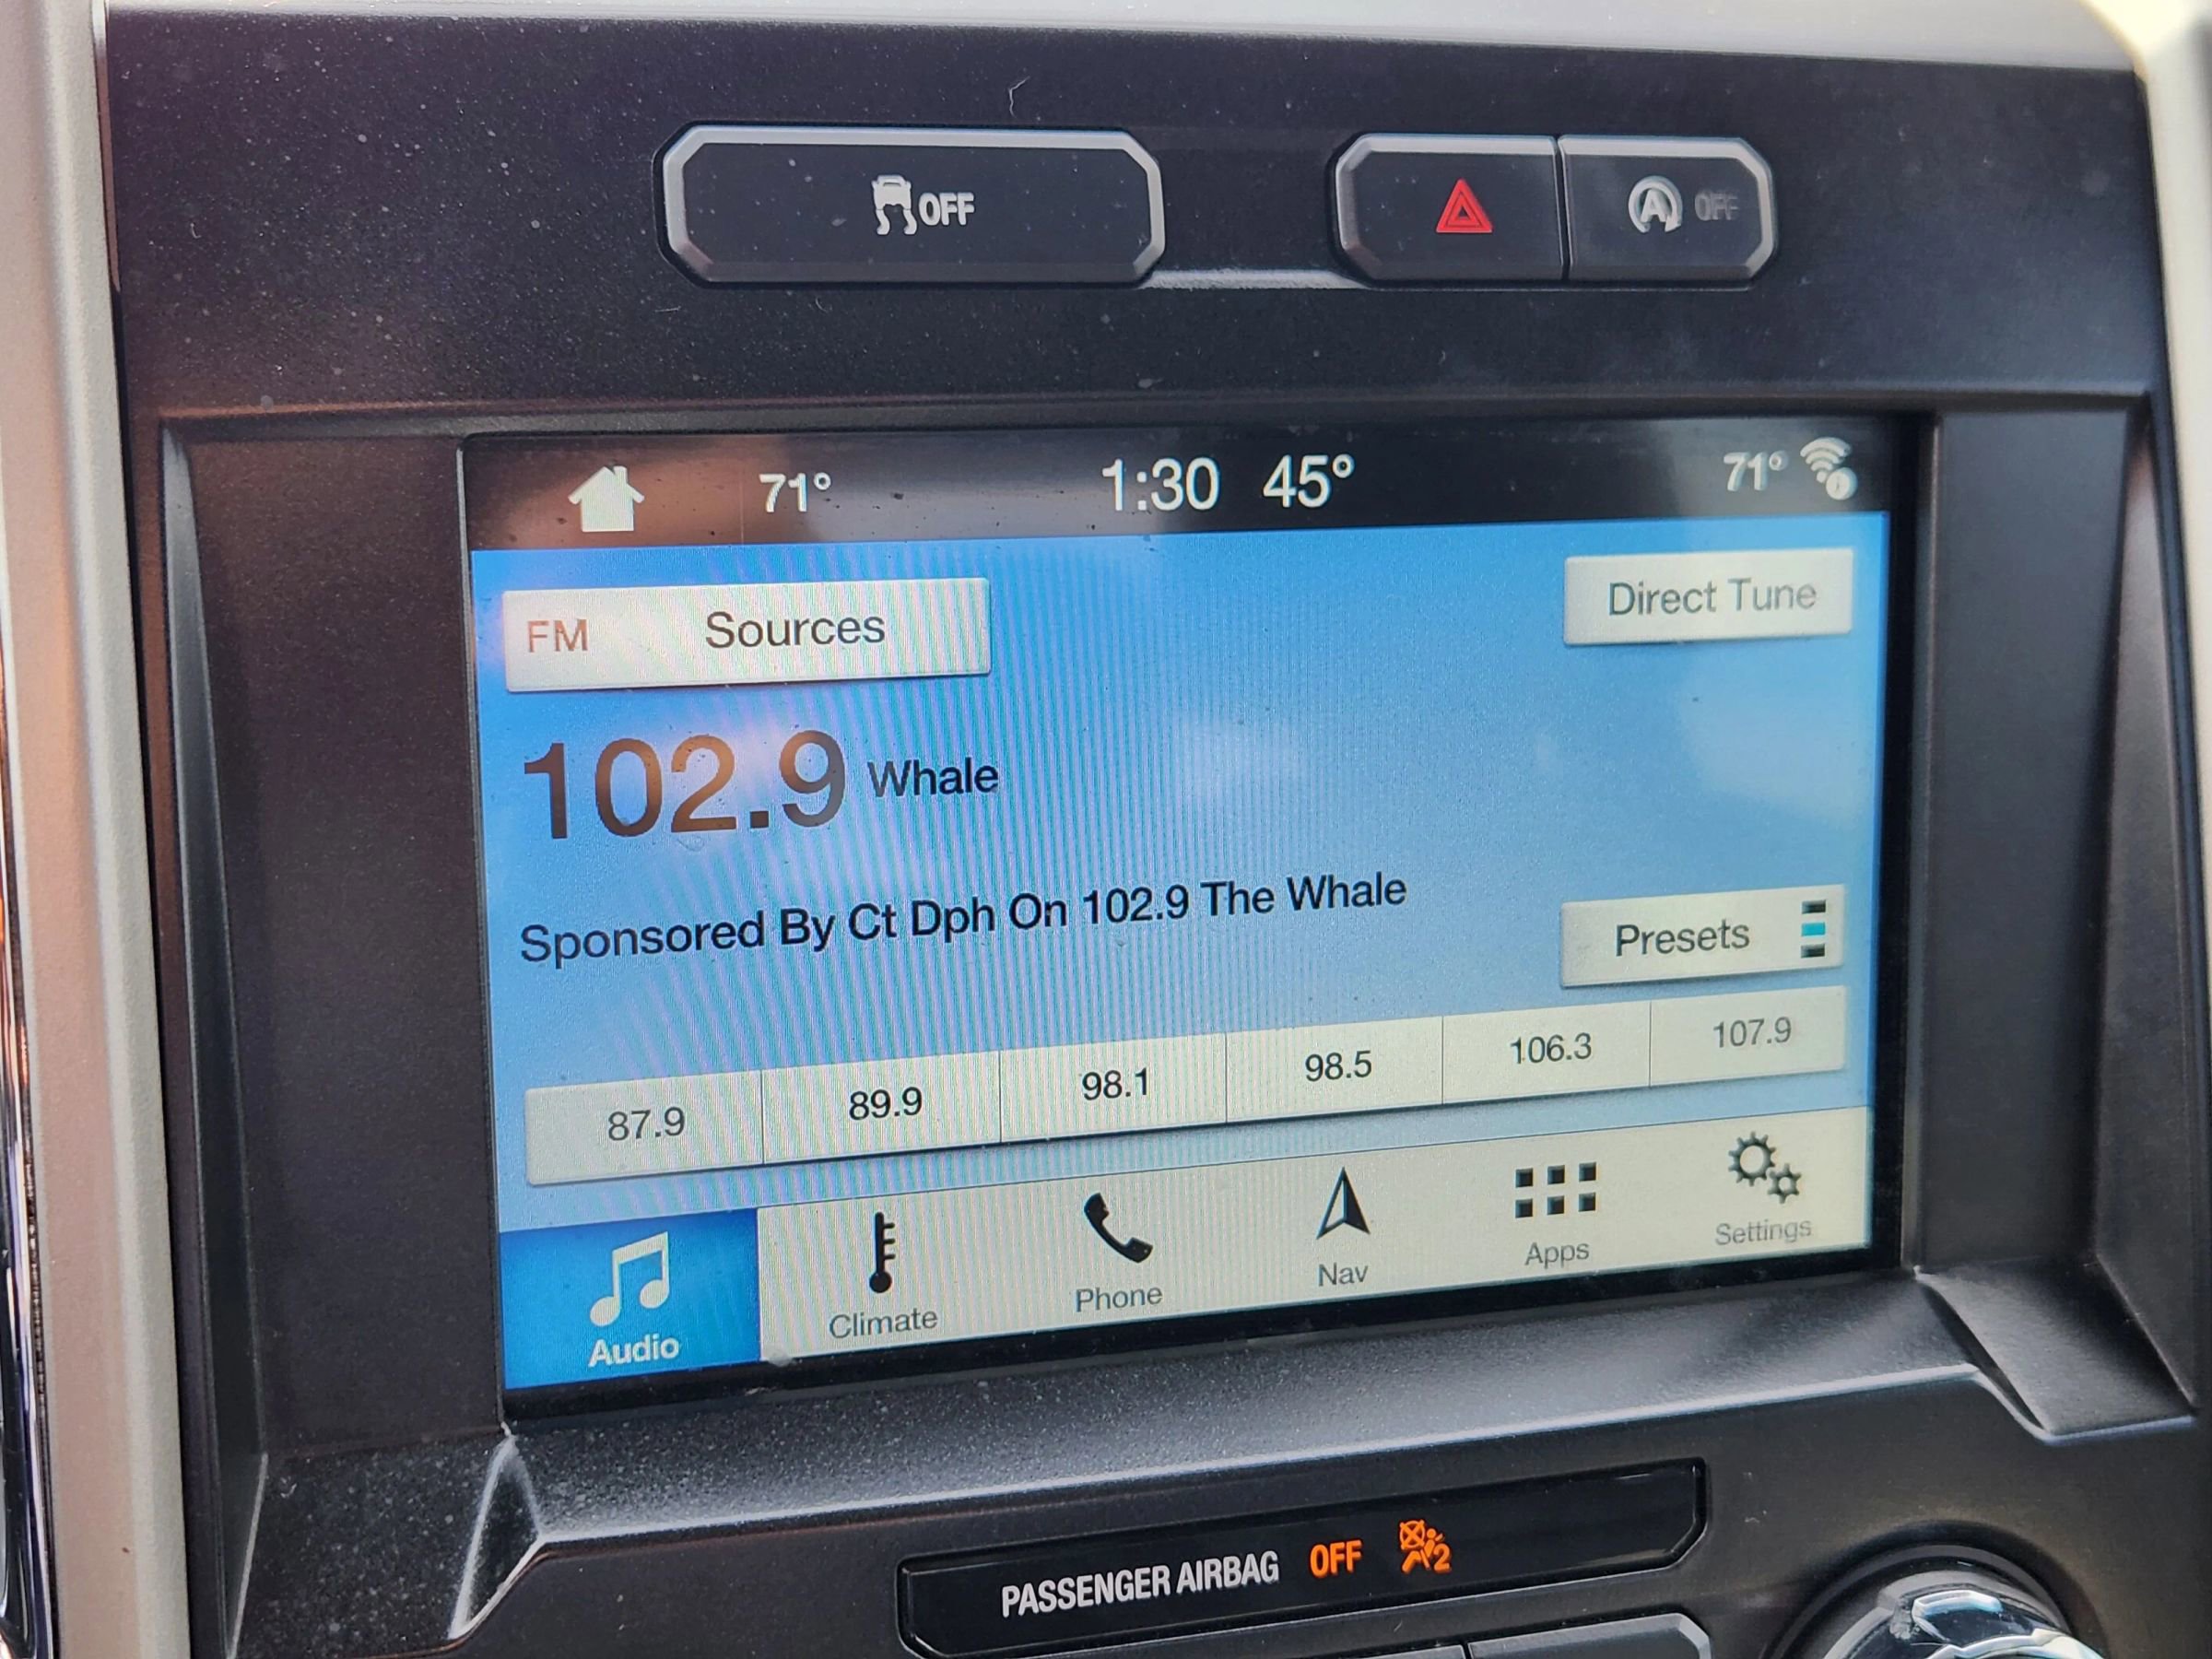 OFF
A OFF
71° 1:30 45° 71°
FM Sources Direct Tune
102.9 Whale
Sponsored By Ct Dph On 102.9 The Whale
Presets
87.9 89.9 98.1 98.5 106.3 107.9
Audio Climate Phone Nav Apps Settings
PASSENGER AIRBAG OFF 2